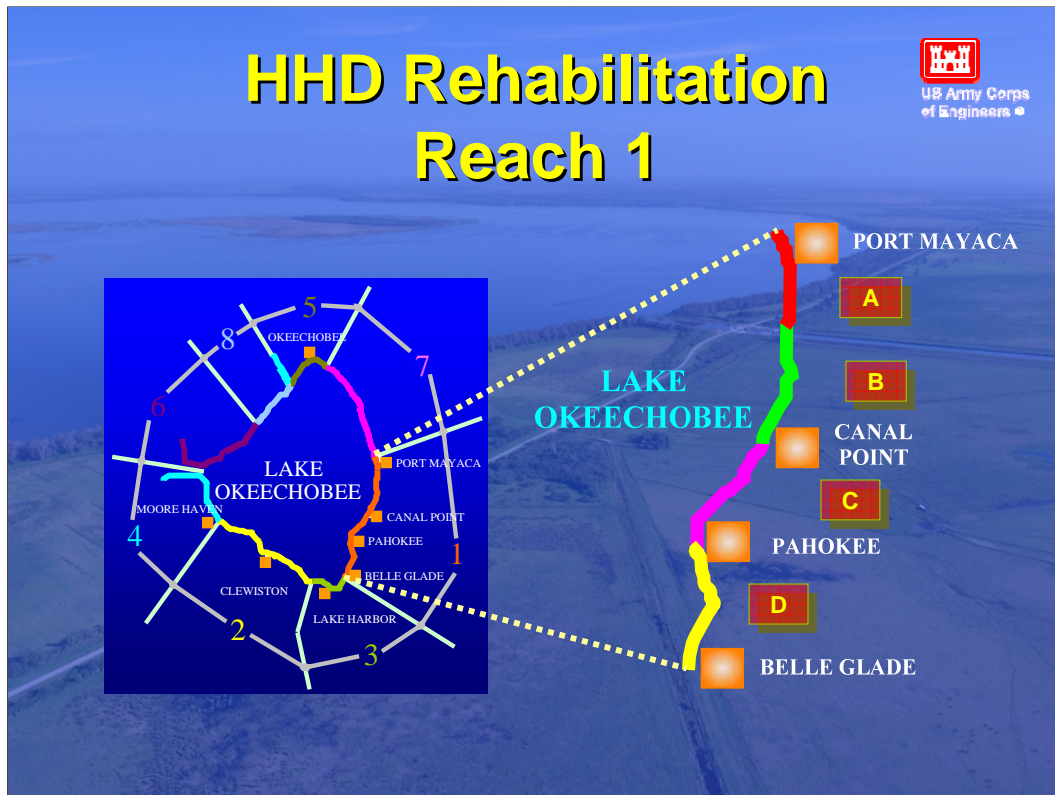 HHD Rehabilitation
Reach 1
US Army Corps
of Engineers
PORT MAYACA
A
B
LAKE
OKEECHOBEE
CANAL
POINT
C
PAHOKEE
D
BELLE GLADE
5
OKEECHOBEE
8
7
6
PORT MAYACA
LAKE
OKEECHOBEE
MOORE HAVEN
CANAL POINT
4
PAHOKEE
1
BELLE GLADE
CLEWISTON
LAKE HARBOR
2
3